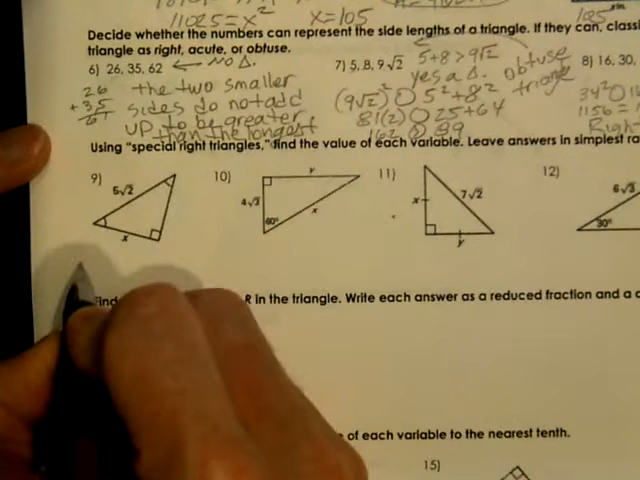 11025 = x² x = 105
105
Decide whether the numbers can represent the side lengths of a triangle. If they can, classi
triangle as right, acute, or obtuse.
6) 26, 35, 62 ← NO Δ.
26 the two smaller
+35 sides do not add
61 up to be greater
than the longest
7) 5, 8, 9√2 5+8 > 9√2
yes a Δ. obtuse
triangle
(9√2)² ○ 5² + 8²
81(2) ○ 25 + 64
162 > 89
8) 16, 30,
34² ○ 16
1156 =
Right
Using "special right triangles," find the value of each variable. Leave answers in simplest ra
9) 5√2 x
10) 4√3 60° y x
11) x 7√2 y
12) 6√3 30°
Find R in the triangle. Write each answer as a reduced fraction and a d
of each variable to the nearest tenth.
15)